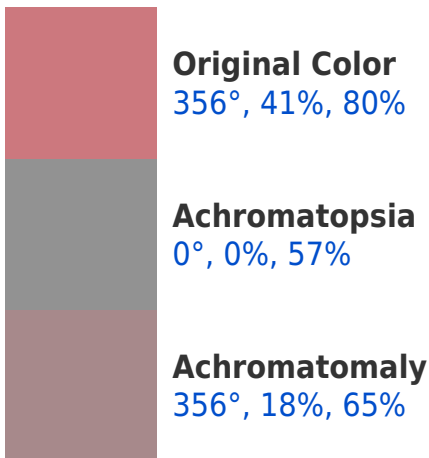 Original Color
356°, 41%, 80%
Achromatopsia
0°, 0%, 57%
Achromatomaly
356°, 18%, 65%